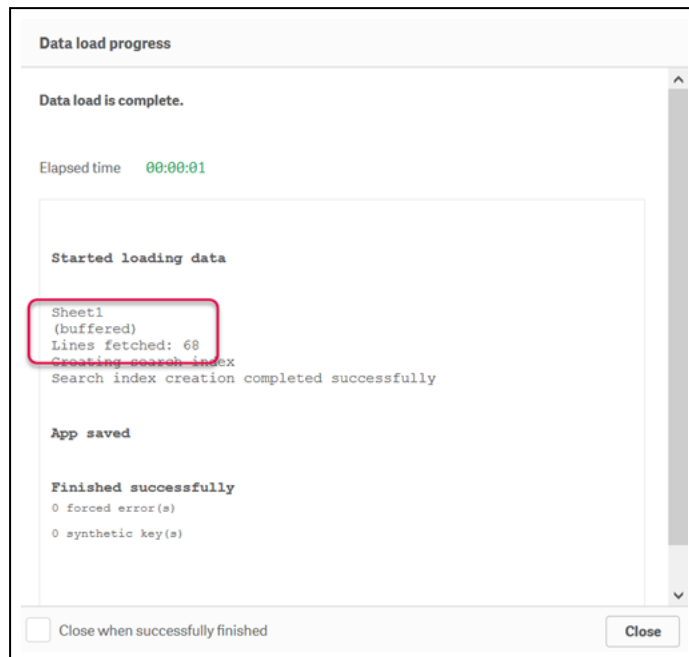 Data load progress
Data load is complete.
Elapsed time 00:00:01
Started loading data
Sheet1
(buffered)
Lines fetched: 68
Creating search index
Search index creation completed successfully
App saved
Finished successfully
0 forced error(s)
0 synthetic key(s)
Close when successfully finished
Close